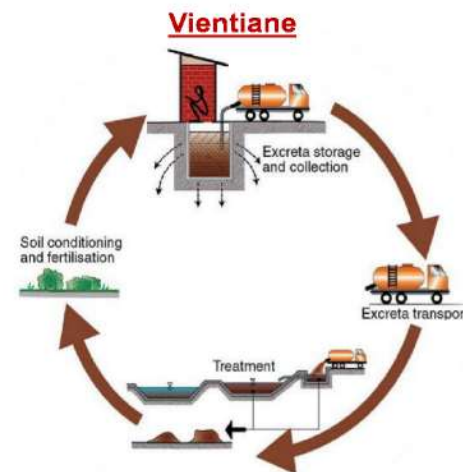 Vientiane
Excreta storage
and collection
Excreta transpor
Treatment
Soil conditioning
and fertilisation